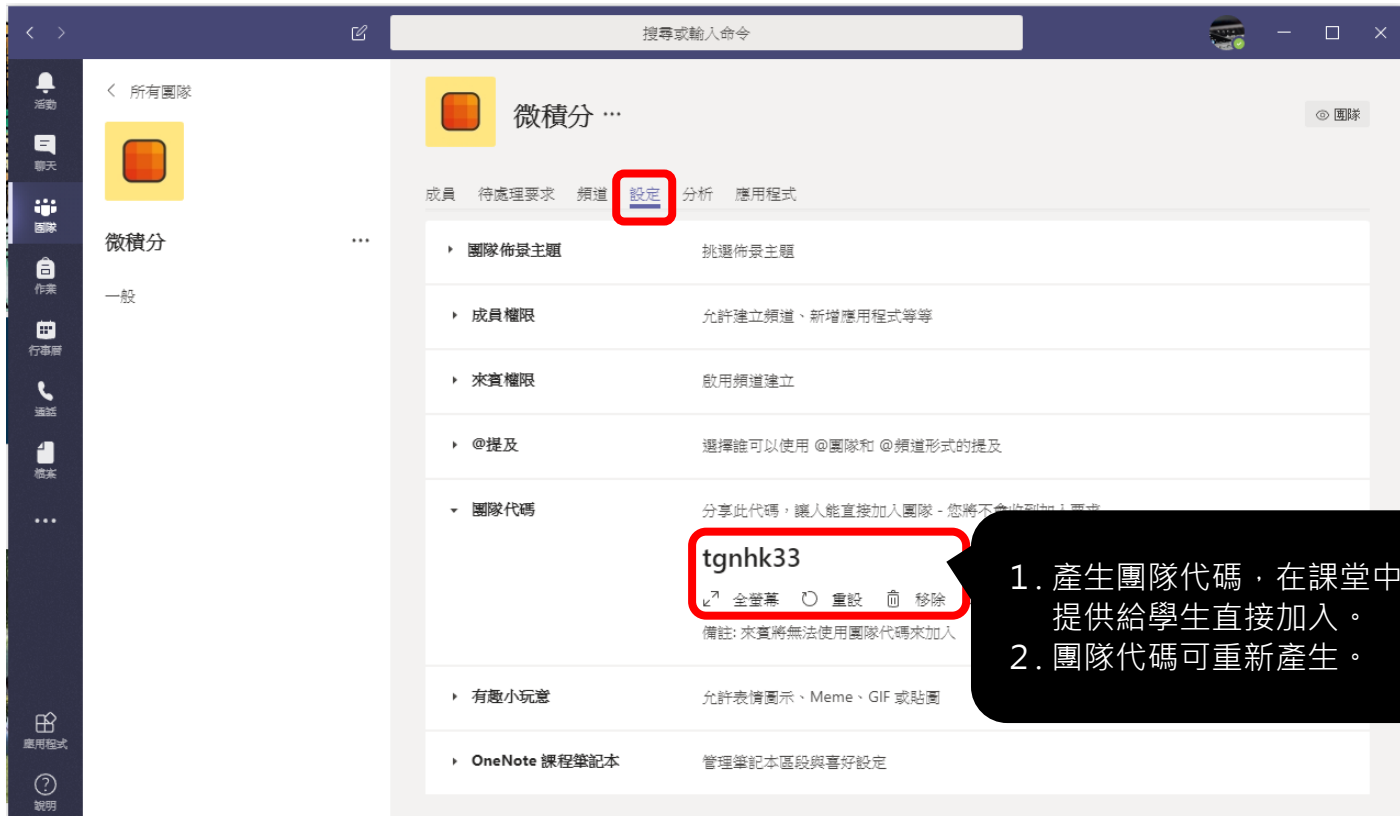 搜尋或輸入命令
活動
聊天
團隊
作業
行事曆
通話
檔案
應用程式
說明
所有團隊
微積分
一般
微積分
團隊
成員 待處理要求 頻道 設定 分析 應用程式
團隊佈景主題 挑選佈景主題
成員權限 允許建立頻道、新增應用程式等等
來賓權限 啟用頻道建立
@提及 選擇誰可以使用 @團隊和 @頻道形式的提及
團隊代碼 分享此代碼，讓人能直接加入團隊 - 您將不會收到加入要求
tgnhk33
全螢幕 重設 移除
備註: 來賓將無法使用團隊代碼來加入
有趣小玩意 允許表情圖示、Meme、GIF 或貼圖
OneNote 課程筆記本 管理筆記本區段與喜好設定
1. 產生團隊代碼，在課堂中
提供給學生直接加入。
2. 團隊代碼可重新產生。